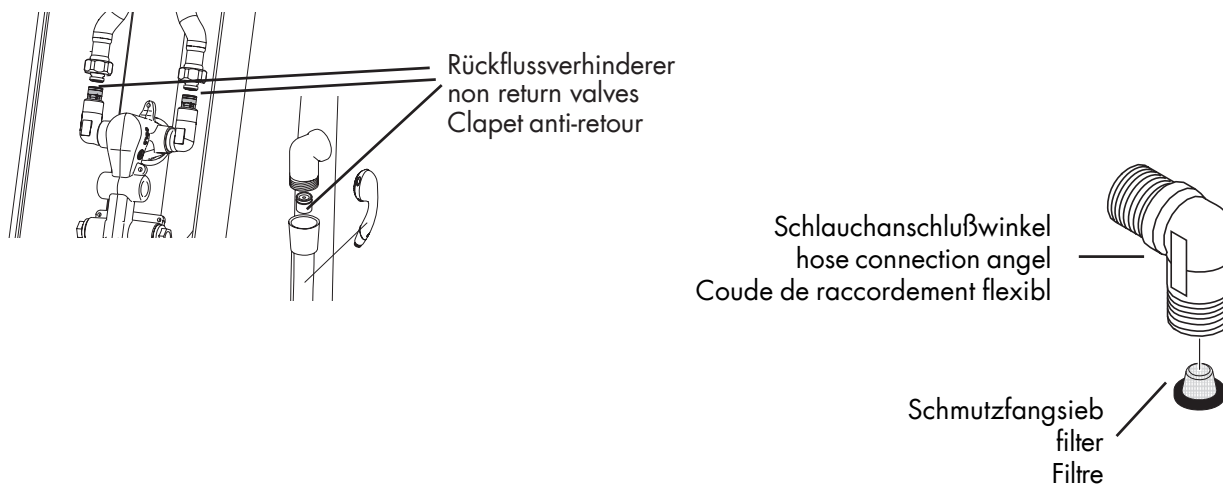 Rückflussverhinderer
non return valves
Clapet anti-retour
Schlauchanschlußwinkel
hose connection angel
Coude de raccordement flexibl
Schmutzfangsieb
filter
Filtre